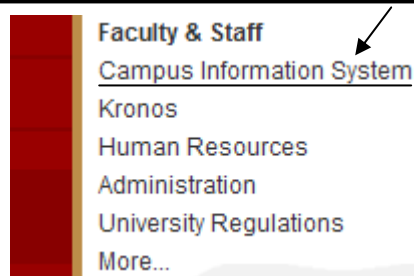 Faculty & Staff
Campus Information System
Kronos
Human Resources
Administration
University Regulations
More...